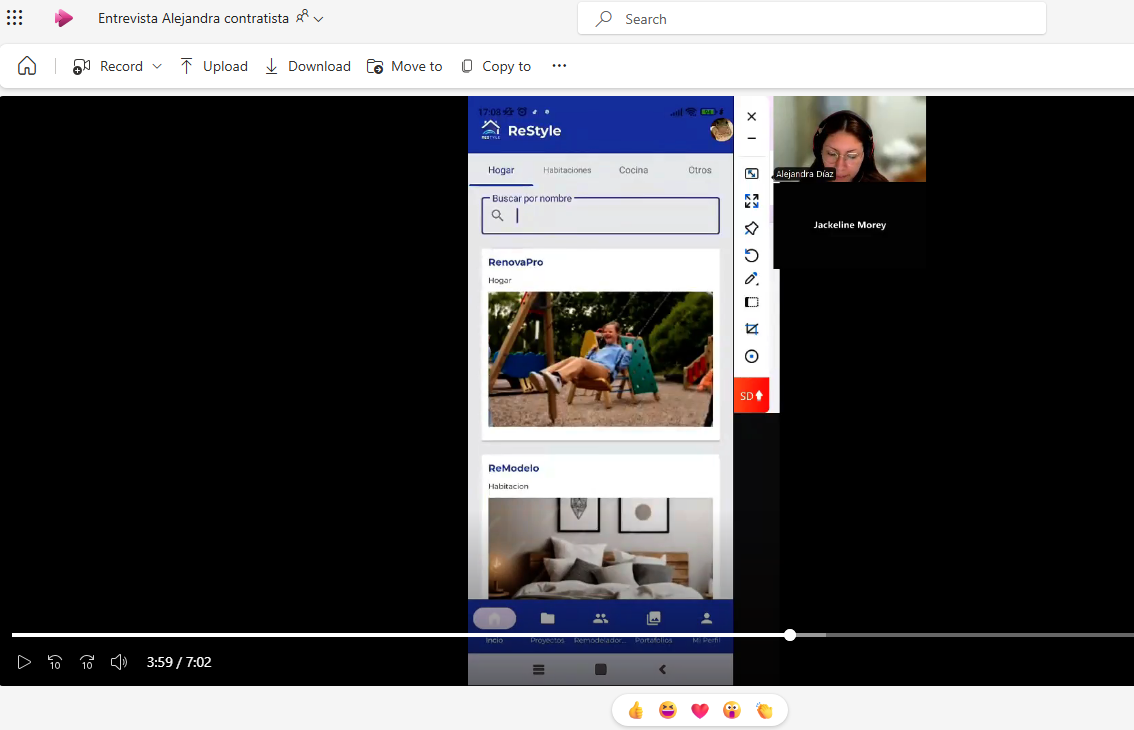 Entrevista Alejandra contratista
Search
Record
Upload
Download
Move to
Copy to
17:08
RESTYLE
ReStyle
Hogar
Habitaciones
Cocina
Otros
Buscar por nombre
RenovaPro
Hogar
ReModelo
Habitacion
Inicio
Proyectos
Remodelador...
Portafolios
Mi Perfil
SD
Alejandra Díaz
Jackeline Morey
10
10
3:59 / 7:02